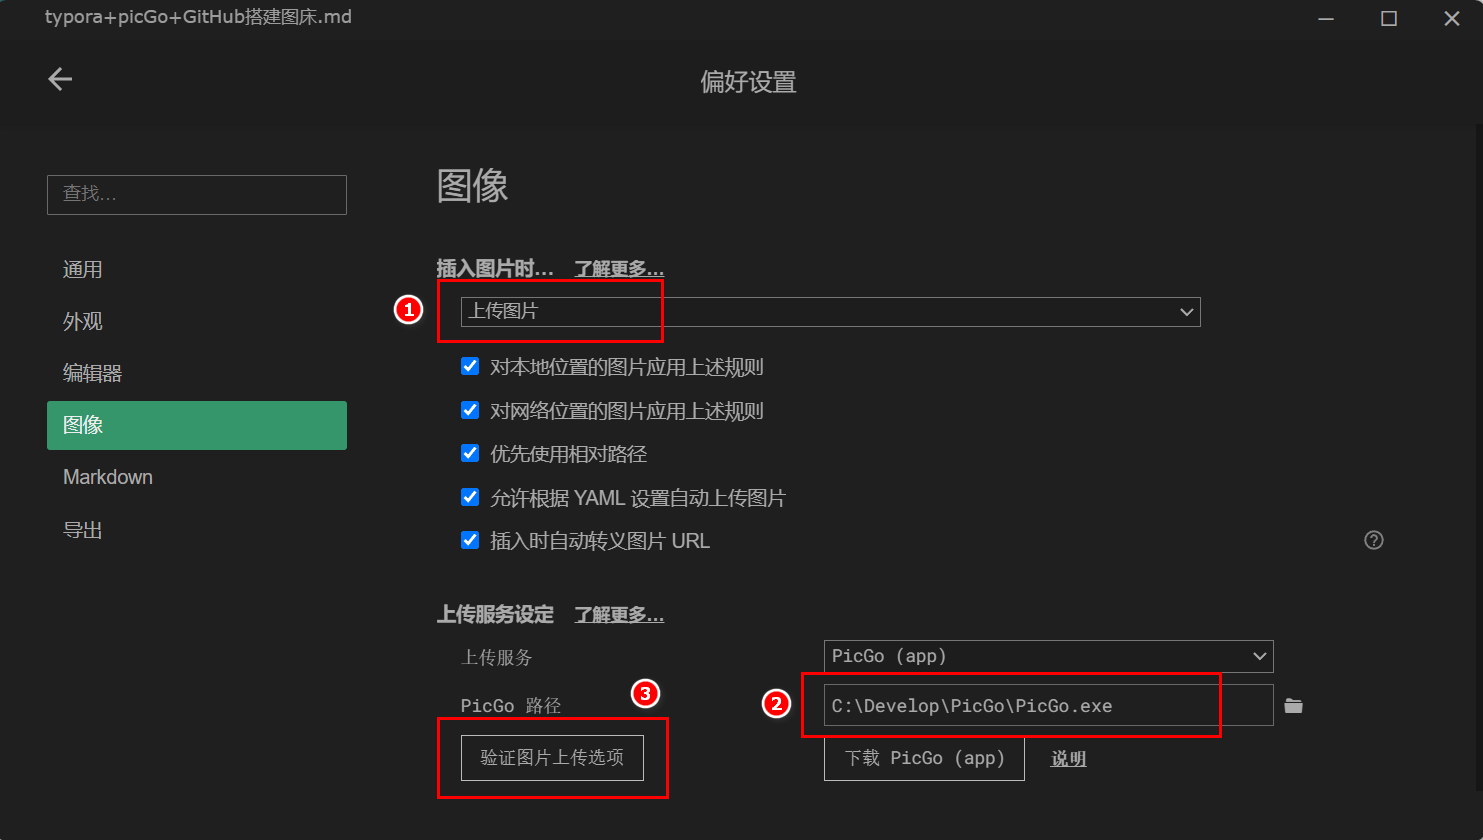 typora+picGo+GitHub搭建图床.md
偏好设置
查找...
通用
外观
编辑器
图像
Markdown
导出
图像
插入图片时... 了解更多...
1 上传图片
对本地位置的图片应用上述规则
对网络位置的图片应用上述规则
优先使用相对路径
允许根据 YAML 设置自动上传图片
插入时自动转义图片 URL
上传服务设定 了解更多...
上传服务 PicGo (app)
PicGo 路径 3 2 C:\Develop\PicGo\PicGo.exe
验证图片上传选项 下载 PicGo (app) 说明